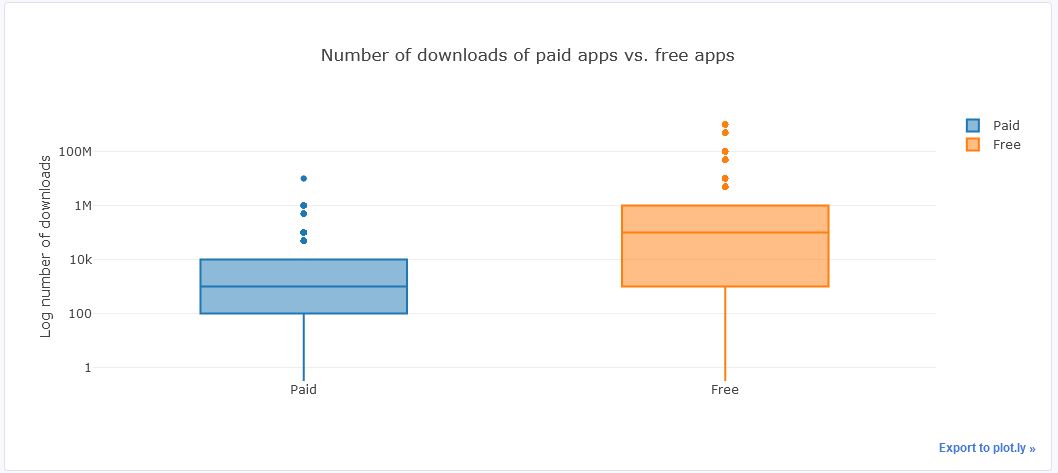 Number of downloads of paid apps vs. free apps
Paid
Free
Log number of downloads
100M
1M
10k
100
1
Paid
Free
Export to plot.ly »